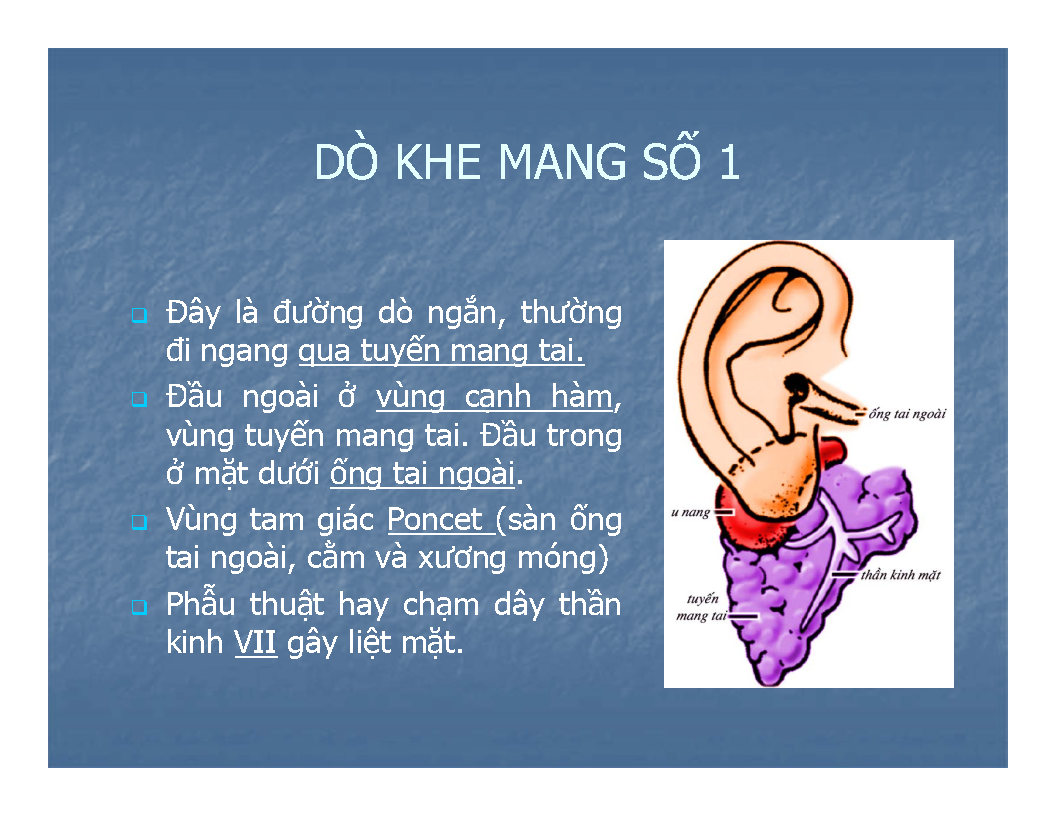 DÒ KHE MANG SỐ 1
Đây là đường dò ngắn, thường
đi ngang qua tuyến mang tai.
Đầu ngoài ở vùng cạnh hàm,
vùng tuyến mang tai. Đầu trong
ở mặt dưới ống tai ngoài.
Vùng tam giác Poncet (sàn ống
tai ngoài, cằm và xương móng)
Phẫu thuật hay chạm dây thần
kinh VII gây liệt mặt.
ống tai ngoài
u nang
thần kinh mặt
tuyến
mang tai